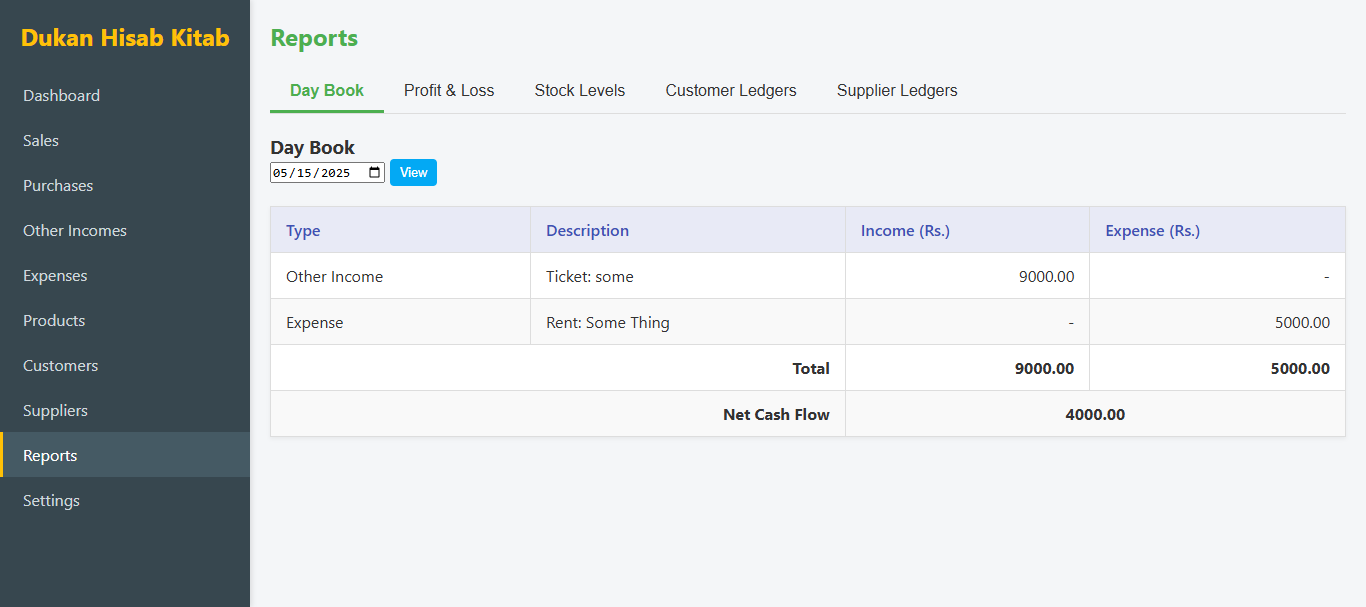 Dukan Hisab Kitab
Dashboard
Sales
Purchases
Other Incomes
Expenses
Products
Customers
Suppliers
Reports
Settings
Reports
Day Book Profit & Loss Stock Levels Customer Ledgers Supplier Ledgers
Day Book
05/15/2025 View
Type Description Income (Rs.) Expense (Rs.)
Other Income Ticket: some 9000.00 -
Expense Rent: Some Thing - 5000.00
Total 9000.00 5000.00
Net Cash Flow 4000.00